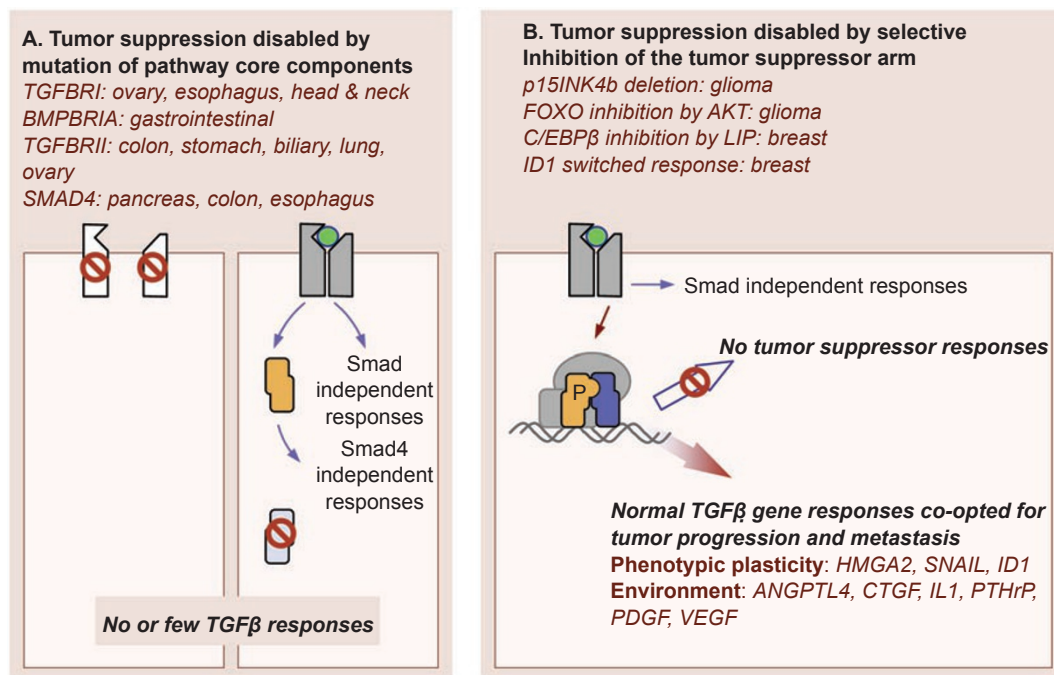 A. Tumor suppression disabled by
mutation of pathway core components
TGFBRI: ovary, esophagus, head & neck
BMPBRIA: gastrointestinal
TGFBRII: colon, stomach, biliary, lung,
ovary
SMAD4: pancreas, colon, esophagus
Smad
independent
responses
Smad4
independent
responses
No or few TGFβ responses
B. Tumor suppression disabled by selective
Inhibition of the tumor suppressor arm
p15INK4b deletion: glioma
FOXO inhibition by AKT: glioma
C/EBPβ inhibition by LIP: breast
ID1 switched response: breast
Smad independent responses
No tumor suppressor responses
P
Normal TGFβ gene responses co-opted for
tumor progression and metastasis
Phenotypic plasticity: HMGA2, SNAIL, ID1
Environment: ANGPTL4, CTGF, IL1, PTHrP,
PDGF, VEGF